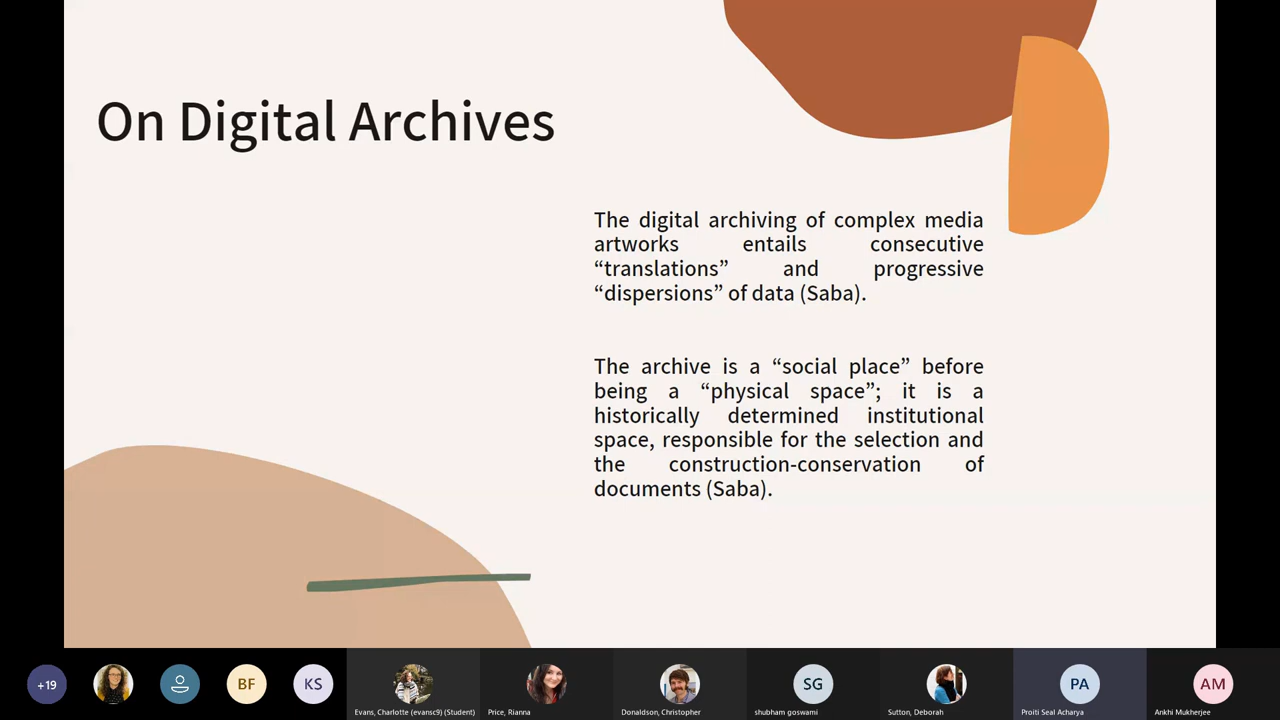 On Digital Archives
The digital archiving of complex media
artworks entails consecutive
“translations” and progressive
“dispersions” of data (Saba).
The archive is a “social place” before
being a “physical space”; it is a
historically determined institutional
space, responsible for the selection and
the construction-conservation of
documents (Saba).
+19
BF
KS
SG
PA
AM
Evans, Charlotte (evansc9) (Student)
Price, Rianna
Donaldson, Christopher
shubham goswami
Sutton, Deborah
Proiti Seal Acharya
Ankhi Mukherjee